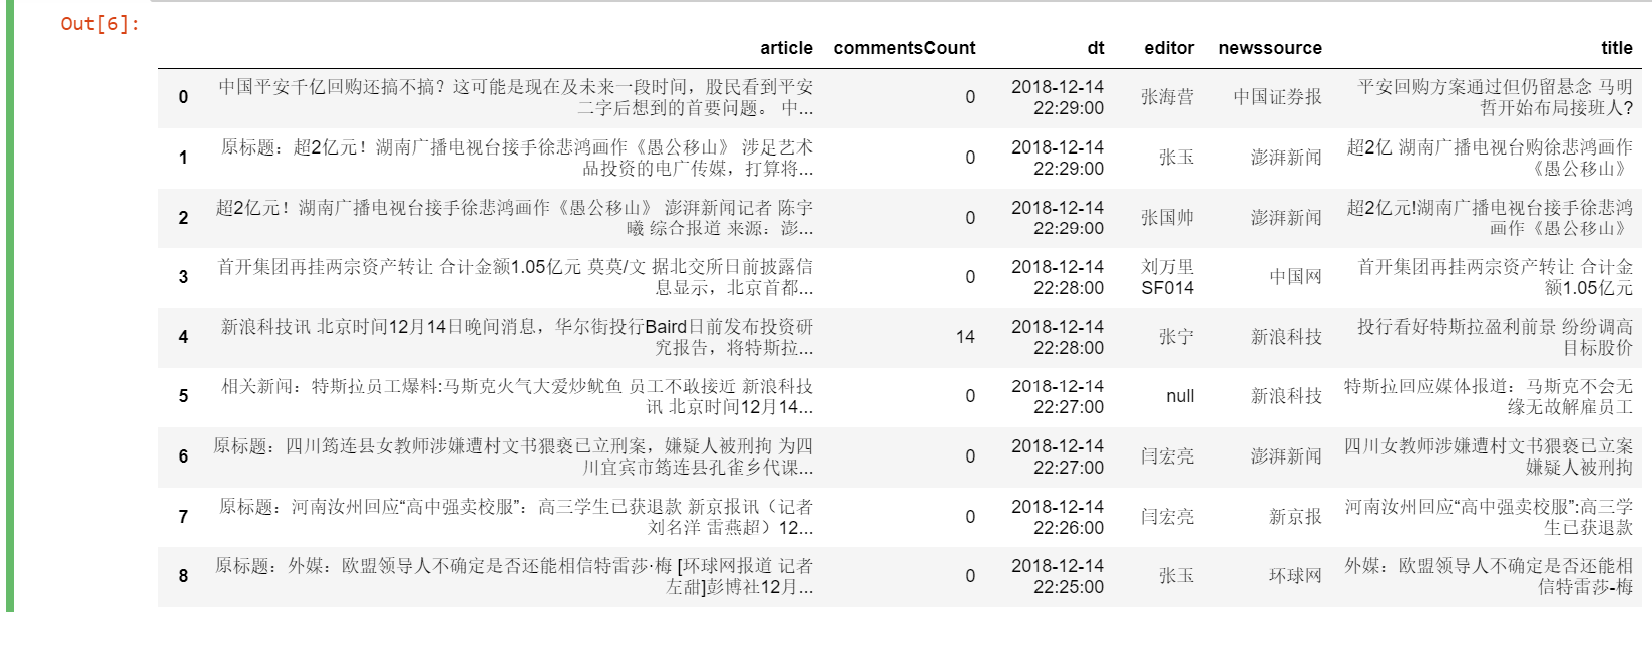 Out[6]:
article commentsCount dt editor newssource title
0 中国平安千亿回购还搞不搞？这可能是现在及未来一段时间，股民看到平安二字后想到的首要问题。 中... 0 2018-12-14 22:29:00 张海营 中国证券报 平安回购方案通过但仍留悬念 马明哲开始布局接班人?
1 原标题：超2亿元！湖南广播电视台接手徐悲鸿画作《愚公移山》 涉足艺术品投资的电广传媒，打算将... 0 2018-12-14 22:29:00 张玉 澎湃新闻 超2亿 湖南广播电视台购徐悲鸿画作《愚公移山》
2 超2亿元！湖南广播电视台接手徐悲鸿画作《愚公移山》 澎湃新闻记者 陈宇曦 综合报道 来源：澎... 0 2018-12-14 22:29:00 张国帅 澎湃新闻 超2亿元!湖南广播电视台接手徐悲鸿画作《愚公移山》
3 首开集团再挂两宗资产转让 合计金额1.05亿元 莫莫/文 据北交所日前披露信息显示，北京首都... 0 2018-12-14 22:28:00 刘万里 SF014 中国网 首开集团再挂两宗资产转让 合计金额1.05亿元
4 新浪科技讯 北京时间12月14日晚间消息，华尔街投行Baird日前发布投资研究报告，将特斯拉... 14 2018-12-14 22:28:00 张宁 新浪科技 投行看好特斯拉盈利前景 纷纷调高目标股价
5 相关新闻：特斯拉员工爆料:马斯克火气大爱炒鱿鱼 员工不敢接近 新浪科技讯 北京时间12月14... 0 2018-12-14 22:27:00 null 新浪科技 特斯拉回应媒体报道：马斯克不会无缘无故解雇员工
6 原标题：四川筠连县女教师涉嫌遭村文书猥亵已立刑案，嫌疑人被刑拘 为四川宜宾市筠连县孔雀乡代课... 0 2018-12-14 22:27:00 闫宏亮 澎湃新闻 四川女教师涉嫌遭村文书猥亵已立案 嫌疑人被刑拘
7 原标题：河南汝州回应“高中强卖校服”：高三学生已获退款 新京报讯（记者 刘名洋 雷燕超）12... 0 2018-12-14 22:26:00 闫宏亮 新京报 河南汝州回应“高中强卖校服”:高三学生已获退款
8 原标题：外媒：欧盟领导人不确定是否还能相信特雷莎·梅 [环球网报道 记者 左甜]彭博社12月... 0 2018-12-14 22:25:00 张玉 环球网 外媒：欧盟领导人不确定是否还能相信特雷莎-梅